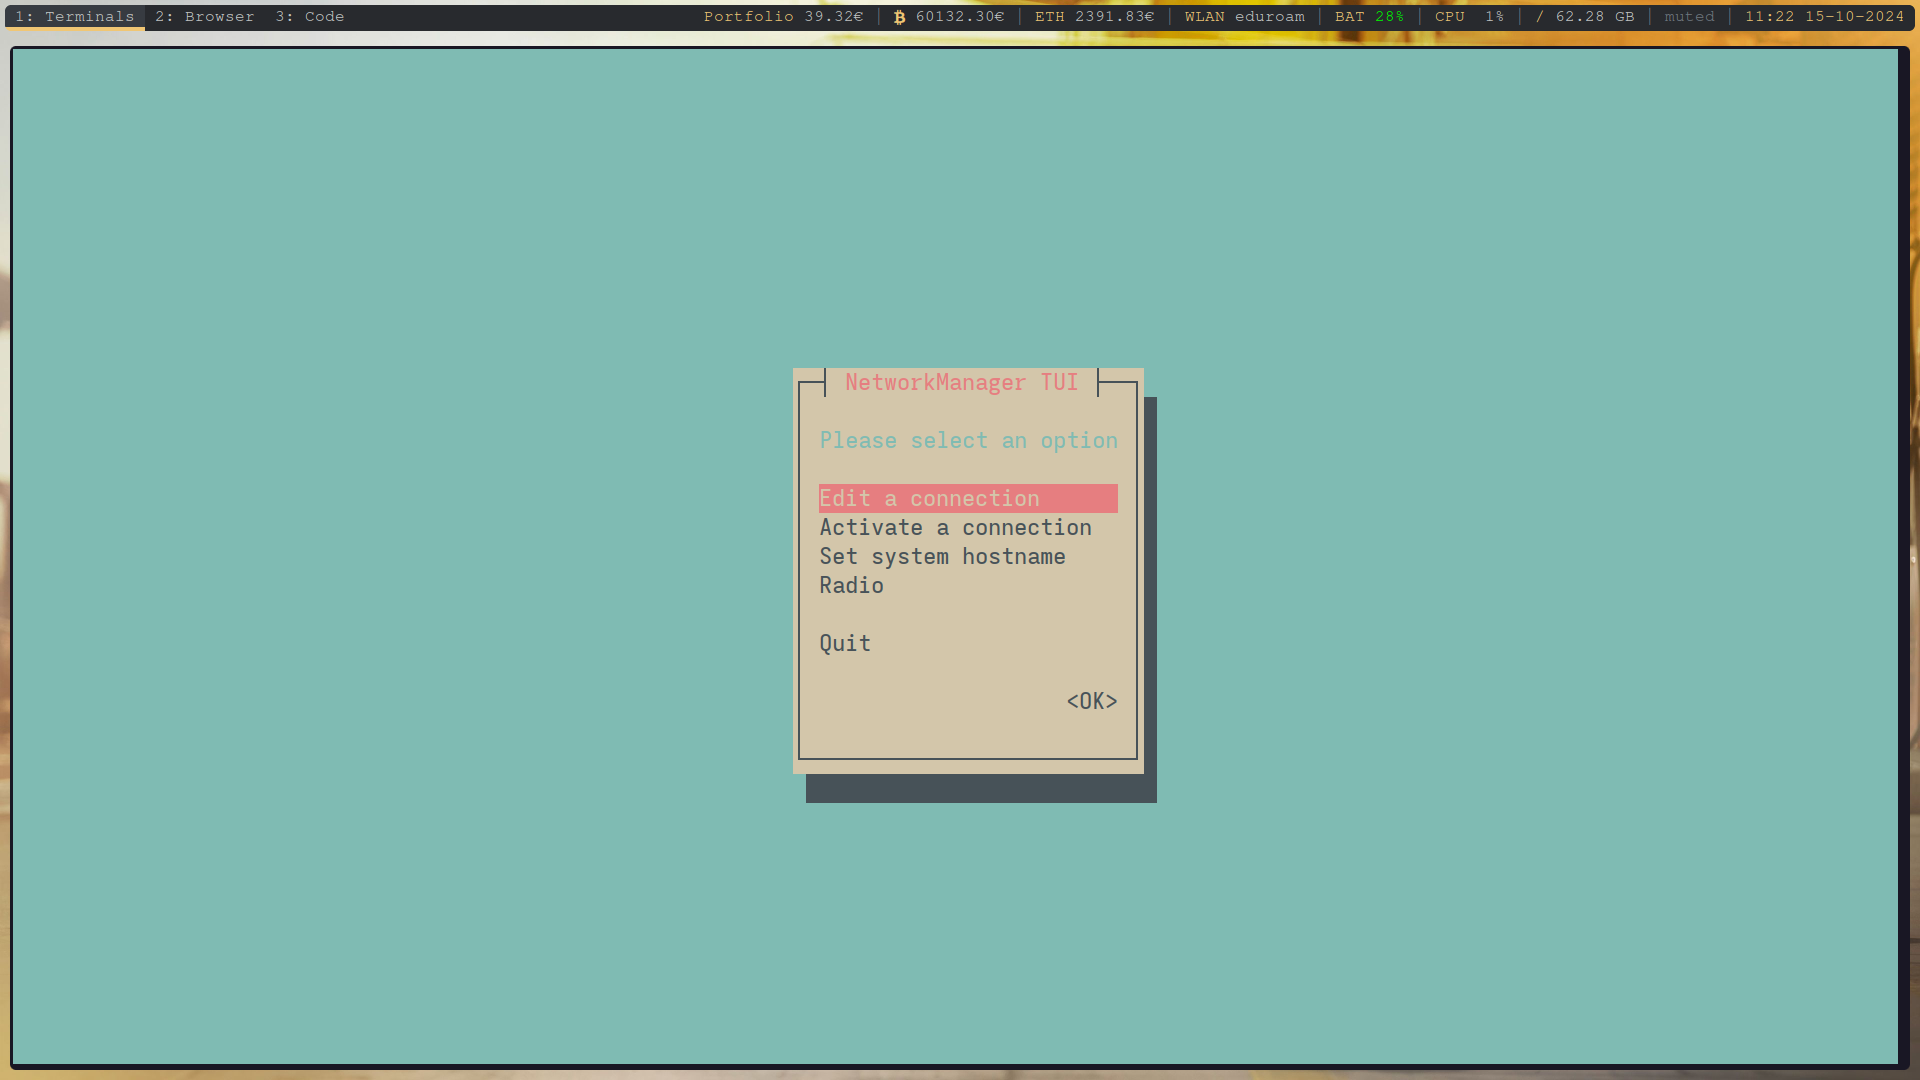 1: Terminals 2: Browser 3: Code Portfolio 39.32€ | ₿ 60132.30€ | ETH 2391.83€ | WLAN eduroam | BAT 28% | CPU 1% | / 62.28 GB | muted | 11:22 15-10-2024
NetworkManager TUI
Please select an option
Edit a connection
Activate a connection
Set system hostname
Radio
Quit
<OK>